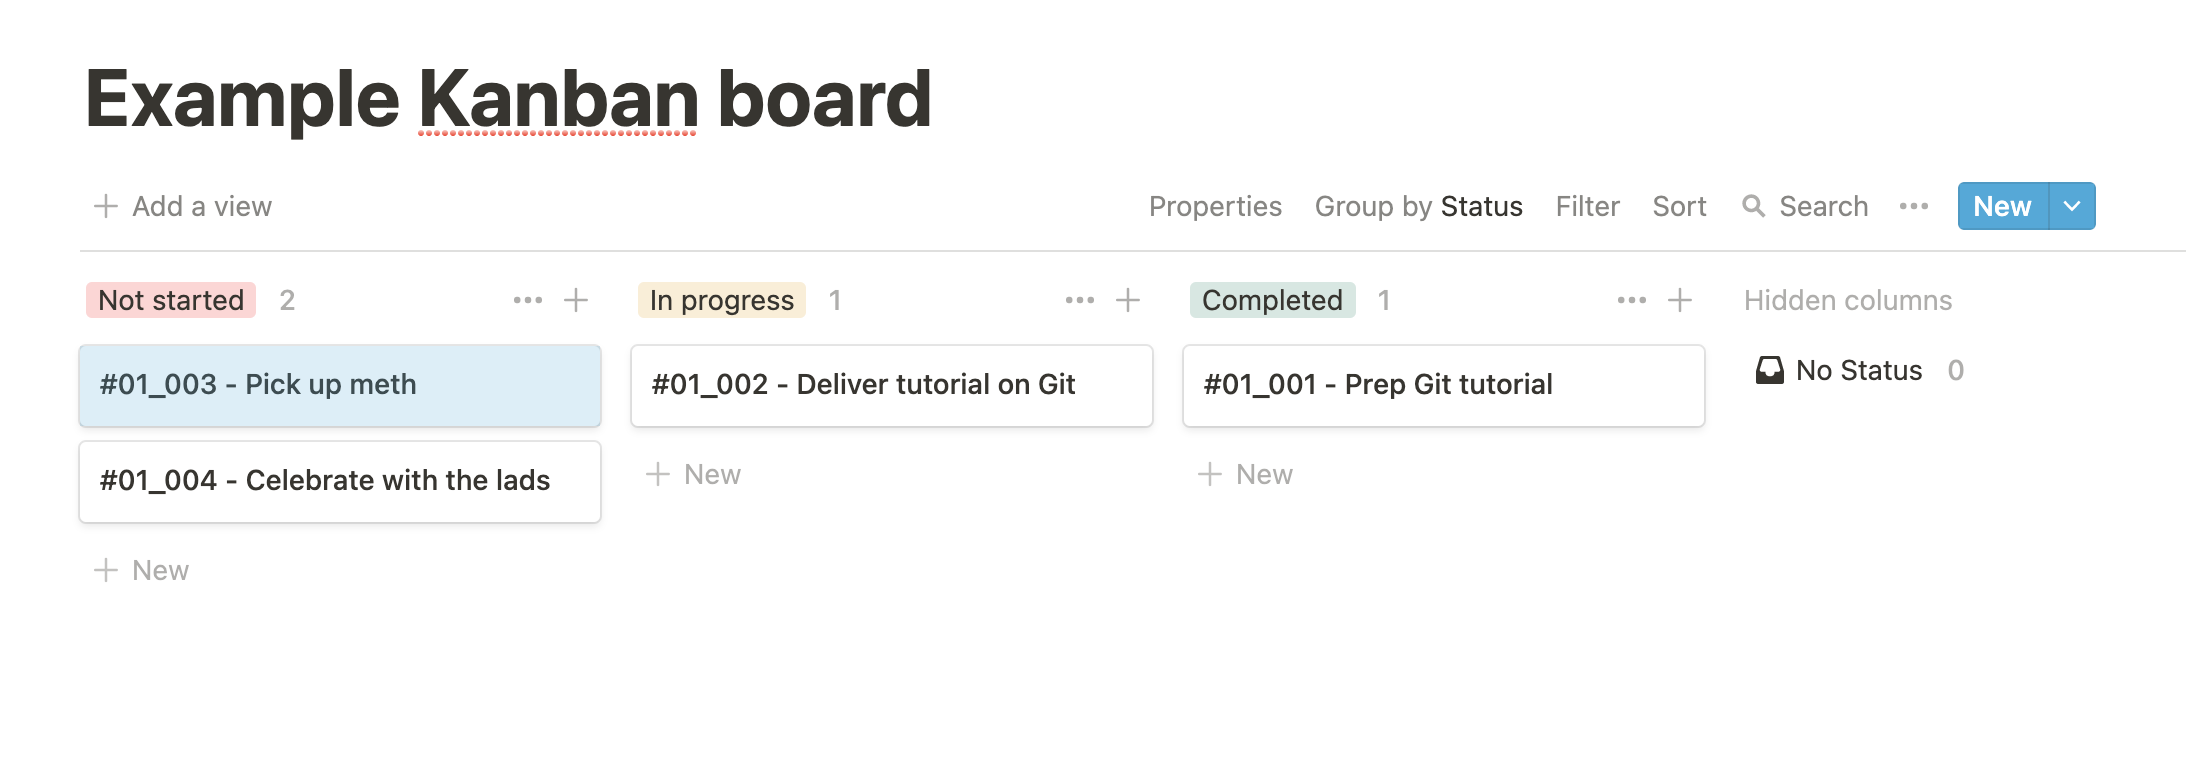 Example Kanban board
Add a view
Properties Group by Status Filter Sort Search New
Not started 2
#01_003 - Pick up meth
#01_004 - Celebrate with the lads
New
In progress 1
#01_002 - Deliver tutorial on Git
New
Completed 1
#01_001 - Prep Git tutorial
New
Hidden columns
No Status 0